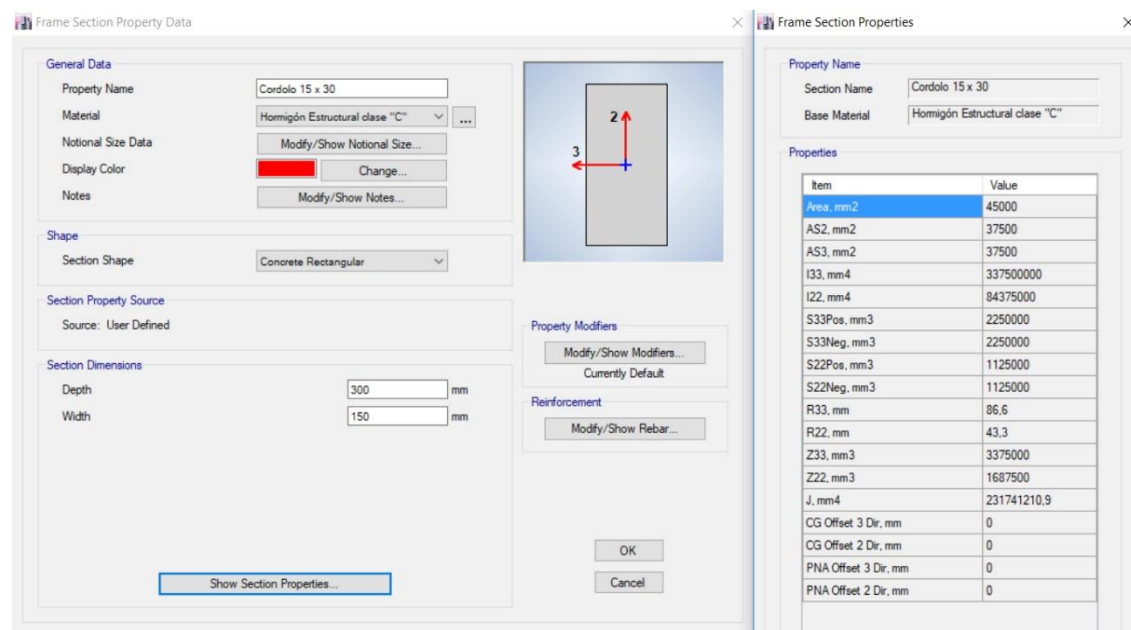 Frame Section Property Data
General Data
Property Name Cordolo 15 x 30
Material Hormigón Estructural clase "C" ...
Notional Size Data Modify/Show Notional Size...
Display Color Change...
Notes Modify/Show Notes...
Shape
Section Shape Concrete Rectangular
Section Property Source
Source: User Defined
Section Dimensions
Depth 300 mm
Width 150 mm
Show Section Properties...
2
3
Property Modifiers
Modify/Show Modifiers...
Currently Default
Reinforcement
Modify/Show Rebar...
OK
Cancel
Frame Section Properties
Property Name
Section Name Cordolo 15 x 30
Base Material Hormigón Estructural clase "C"
Properties
Item Value
Area, mm2 45000
AS2, mm2 37500
AS3, mm2 37500
I33, mm4 337500000
I22, mm4 84375000
S33Pos, mm3 2250000
S33Neg, mm3 2250000
S22Pos, mm3 1125000
S22Neg, mm3 1125000
R33, mm 86,6
R22, mm 43,3
Z33, mm3 3375000
Z22, mm3 1687500
J, mm4 231741210,9
CG Offset 3 Dir, mm 0
CG Offset 2 Dir, mm 0
PNA Offset 3 Dir, mm 0
PNA Offset 2 Dir, mm 0